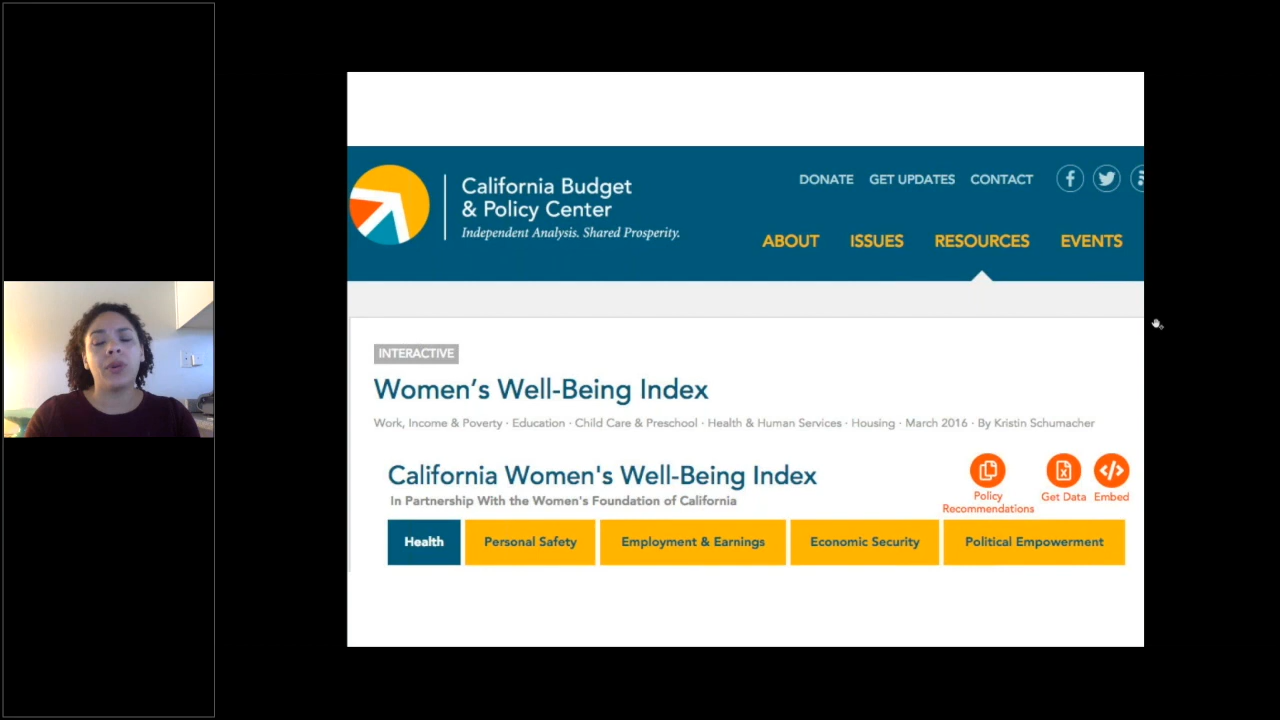 California Budget
& Policy Center
Independent Analysis. Shared Prosperity.
DONATE GET UPDATES CONTACT
ABOUT ISSUES RESOURCES EVENTS
INTERACTIVE
Women's Well-Being Index
Work, Income & Poverty · Education · Child Care & Preschool · Health & Human Services · Housing · March 2016 · By Kristin Schumacher
California Women's Well-Being Index
In Partnership With the Women's Foundation of California
Policy
Recommendations
Get Data
Embed
Health Personal Safety Employment & Earnings Economic Security Political Empowerment